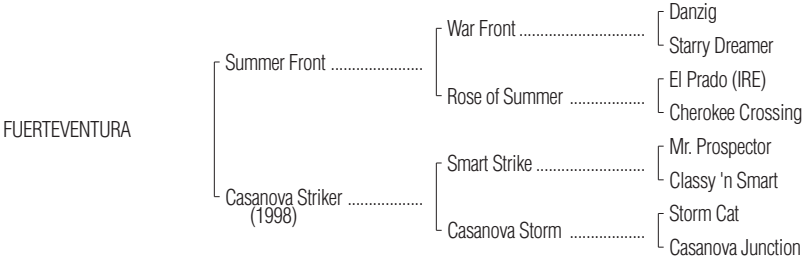 Danzig
War Front ..............................
Starry Dreamer
Summer Front ......................
El Prado (IRE)
Rose of Summer ..................
Cherokee Crossing
FUERTEVENTURA
Mr. Prospector
Smart Strike ..........................
Classy 'n Smart
Casanova Striker ..................
(1998)
Storm Cat
Casanova Storm ..................
Casanova Junction